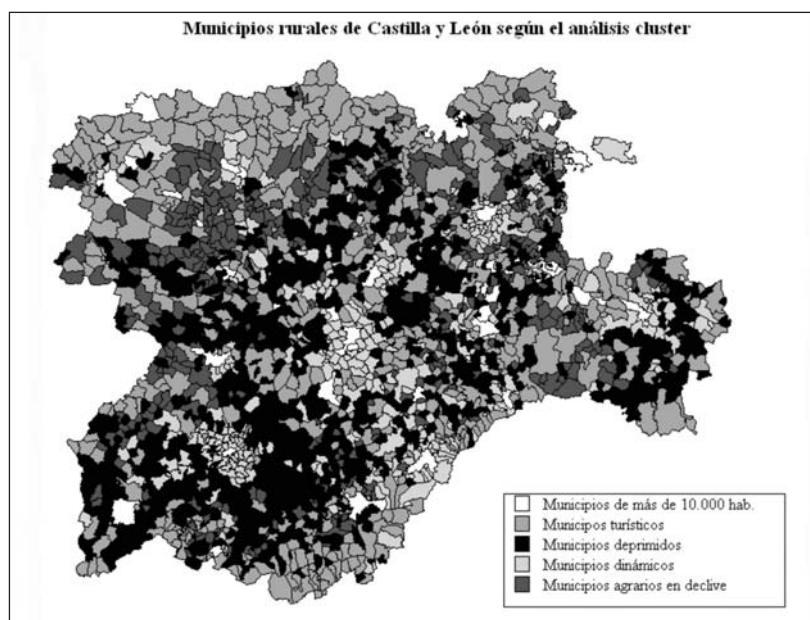 Municipios rurales de Castilla y León según el análisis cluster
Municipios de más de 10.000 hab.
Municipos turísticos
Municipios deprimidos
Municipios dinámicos
Municipios agrarios en declive